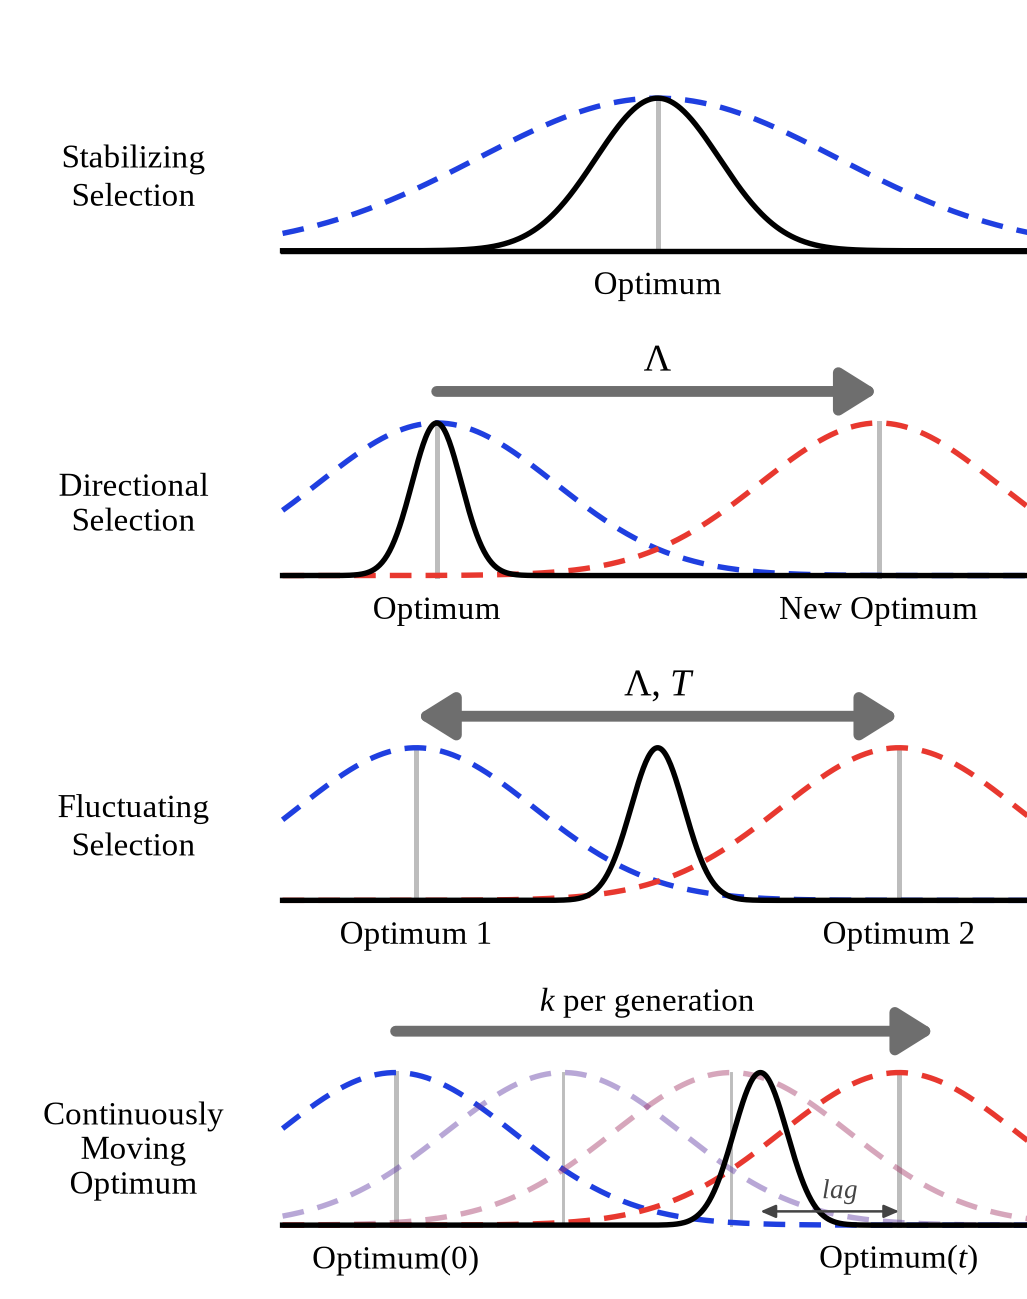 Stabilizing
Selection
Optimum
Λ
Directional
Selection
Optimum
New Optimum
Λ, T
Fluctuating
Selection
Optimum 1
Optimum 2
k per generation
Continuously
Moving
Optimum
lag
Optimum(0)
Optimum(t)